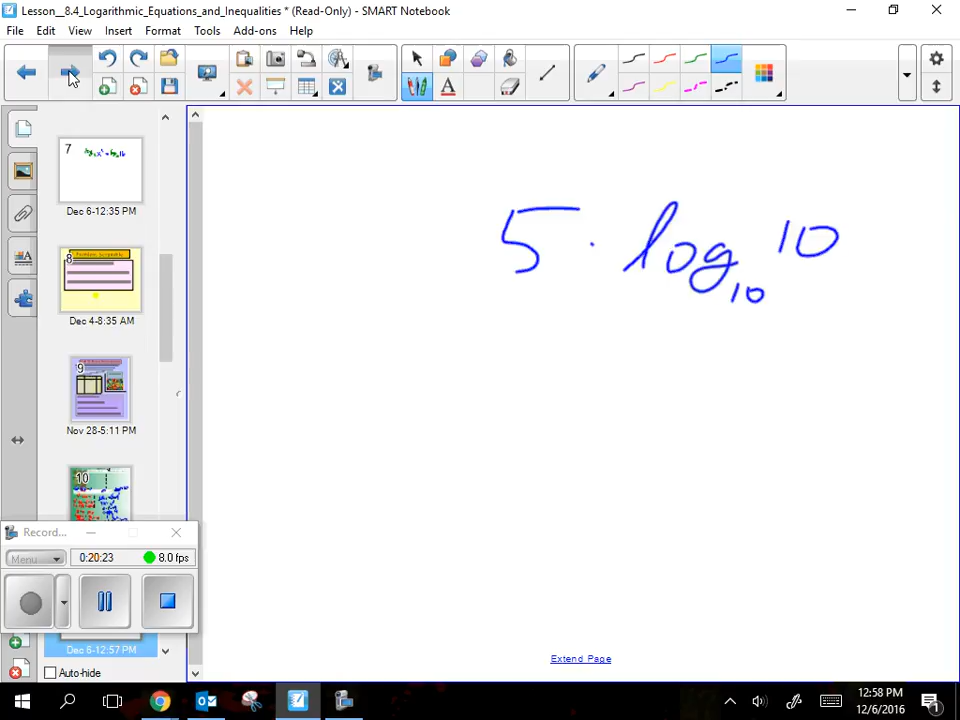 Lesson__8.4_Logarithmic_Equations_and_Inequalities * (Read-Only) - SMART Notebook
File Edit View Insert Format Tools Add-ons Help
7
Dec 6-12:35 PM
8
Dec 4-8:35 AM
9
Nov 28-5:11 PM
10
Record...
Menu
0:20:23
8.0 fps
Dec 6-12:57 PM
Auto-hide
5 · log₁₀ 10
Extend Page
12:58 PM
12/6/2016
1